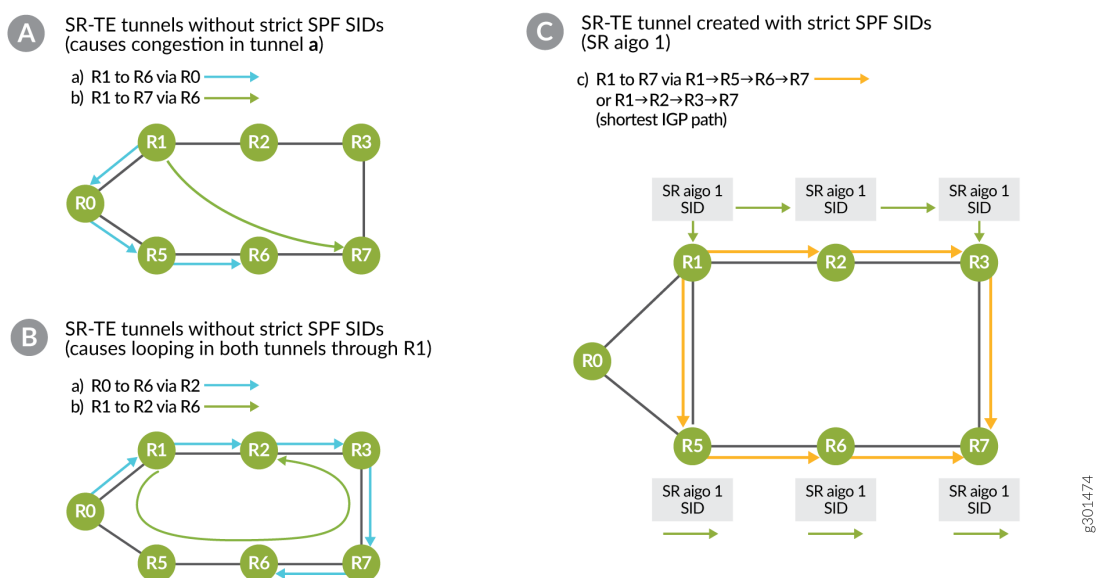 A
SR-TE tunnels without strict SPF SIDs
(causes congestion in tunnel a)
a) R1 to R6 via R0
b) R1 to R7 via R6
R1
R2
R3
R0
R5
R6
R7
B
SR-TE tunnels without strict SPF SIDs
(causes looping in both tunnels through R1)
a) R0 to R6 via R2
b) R1 to R2 via R6
R1
R2
R3
R0
R5
R6
R7
C
SR-TE tunnel created with strict SPF SIDs
(SR aigo 1)
c) R1 to R7 via R1→R5→R6→R7
or R1→R2→R3→R7
(shortest IGP path)
SR aigo 1
SID
SR aigo 1
SID
SR aigo 1
SID
R1
R2
R3
R0
R5
R6
R7
SR aigo 1
SID
SR aigo 1
SID
SR aigo 1
SID
g301474